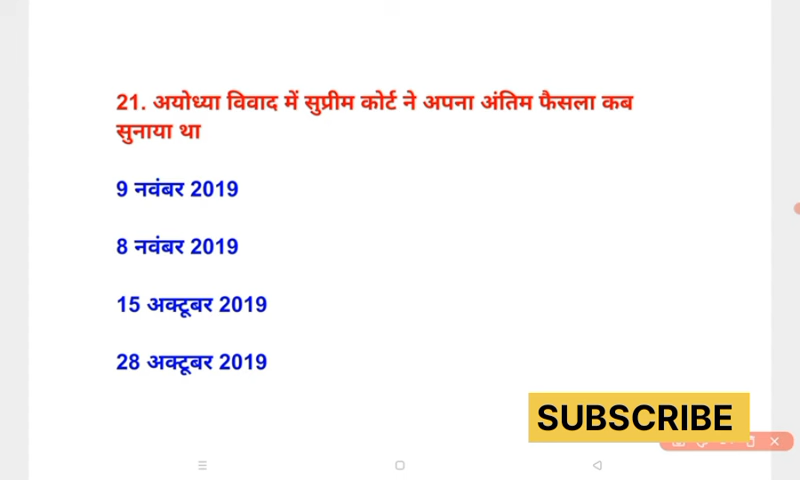 21. अयोध्या विवाद में सुप्रीम कोर्ट ने अपना अंतिम फैसला कब
सुनाया था
9 नवंबर 2019
8 नवंबर 2019
15 अक्टूबर 2019
28 अक्टूबर 2019
SUBSCRIBE